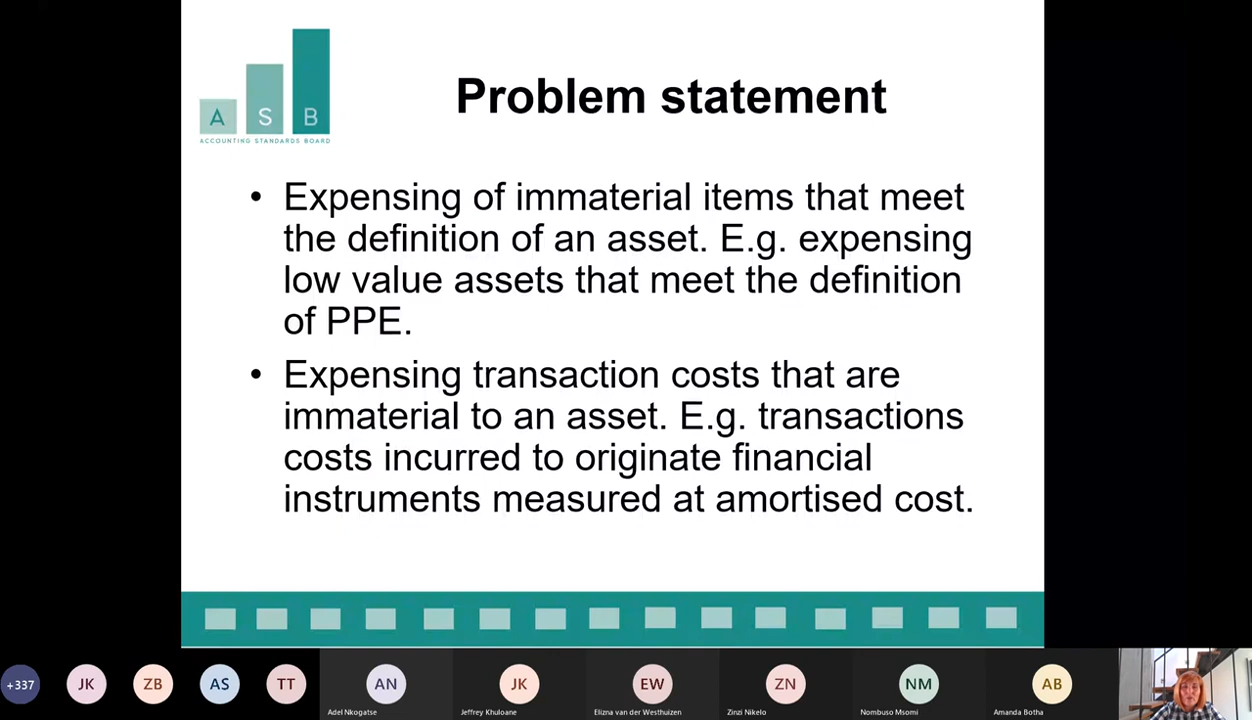 A S B
ACCOUNTING STANDARDS BOARD
Problem statement
• Expensing of immaterial items that meet
the definition of an asset. E.g. expensing
low value assets that meet the definition
of PPE.
• Expensing transaction costs that are
immaterial to an asset. E.g. transactions
costs incurred to originate financial
instruments measured at amortised cost.
+337 JK ZB AS TT AN JK EW ZN NM AB
Adel Nkogatse Jeffrey Khuloane Elizna van der Westhuizen Zinzi Nikelo Nombuso Msomi Amanda Botha